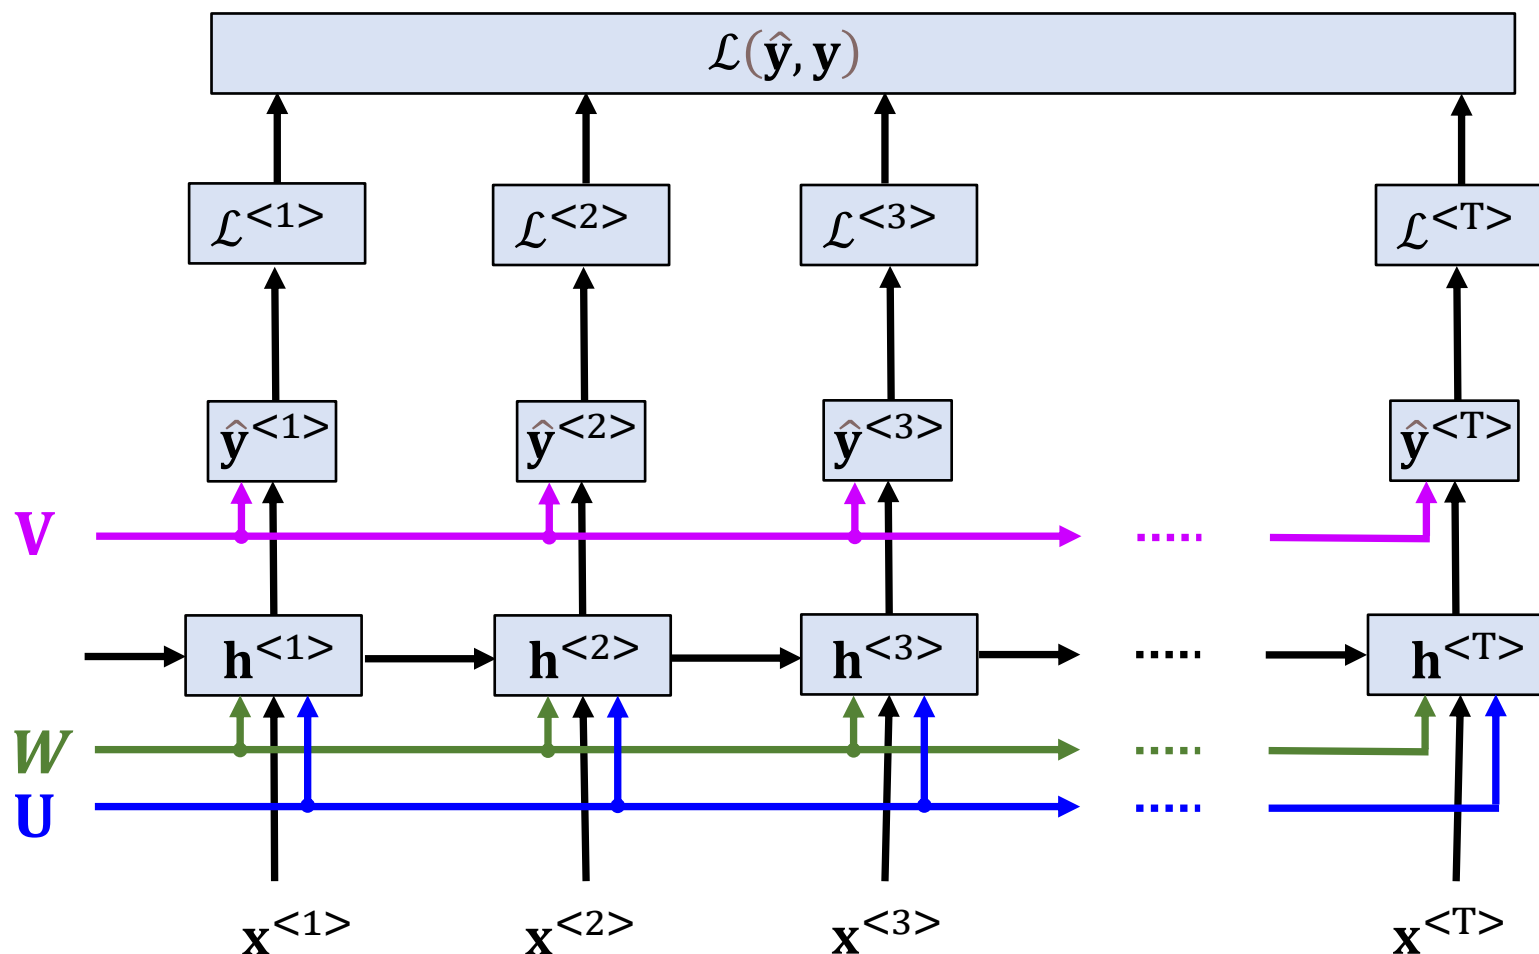 ℒ(ŷ, y)
ℒ<1> ℒ<2> ℒ<3> ℒ<T>
ŷ<1> ŷ<2> ŷ<3> ŷ<T>
V
h<1> h<2> h<3> h<T>
W
U
x<1> x<2> x<3> x<T>